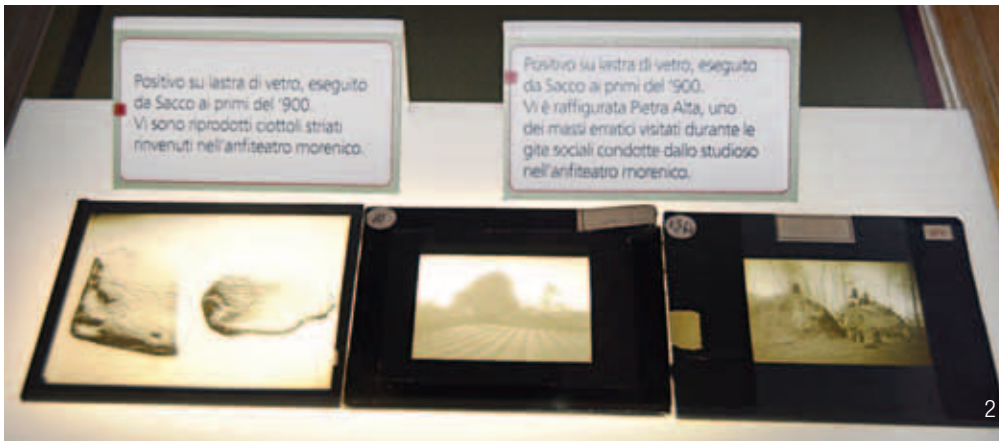 Positivo su lastra di vetro, eseguito
da Sacco ai primi del '900.
Vi sono riprodotti ciottoli striati
rinvenuti nell'anfiteatro morenico.
Positivo su lastra di vetro, eseguito
da Sacco ai primi del '900.
Vi è raffigurata Pietra Alta, uno
dei massi erratici visitati durante le
gite sociali condotte dallo studioso
nell'anfiteatro morenico.
2